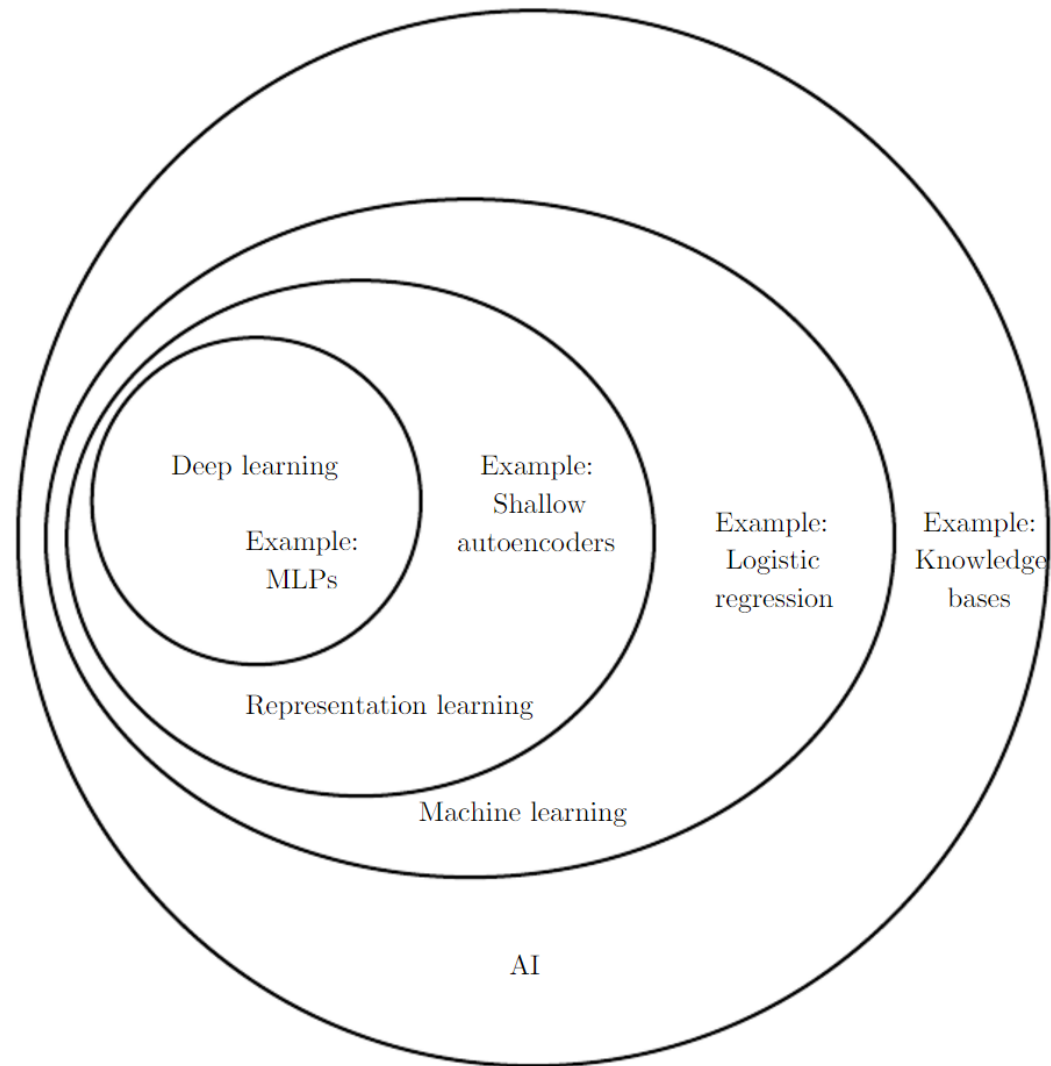 Deep learning
Example:
MLPs
Example:
Shallow
autoencoders
Example:
Logistic
regression
Example:
Knowledge
bases
Representation learning
Machine learning
AI